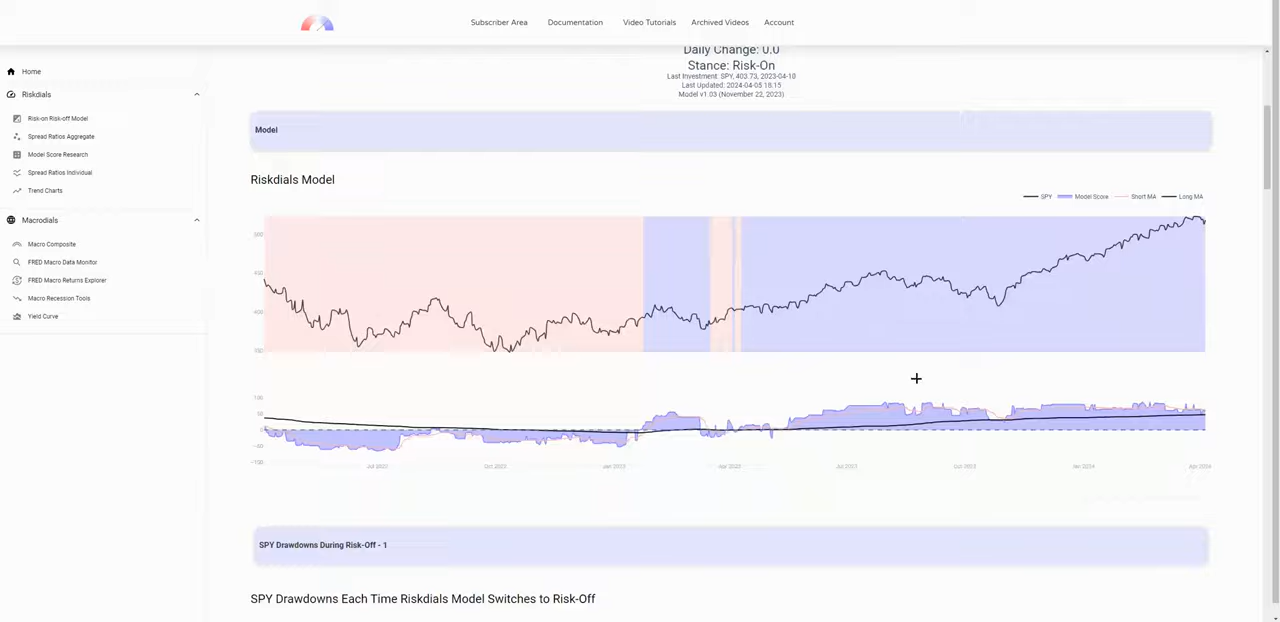 Subscriber Area Documentation Video Tutorials Archived Videos Account
Home
Riskdials
Risk-on Risk-off Model
Spread Ratios Aggregate
Model Score Research
Spread Ratios Individual
Trend Charts
Macrodials
Macro Composite
FRED Macro Data Monitor
FRED Macro Returns Explorer
Macro Recession Tools
Yield Curve
Daily Change: 0.0
Stance: Risk-On
Last Investment: SPY, 403.73, 2023-04-10
Last Updated: 2024-04-05 18:15
Model v1.03 (November 22, 2023)
Model
Riskdials Model
SPY Model Score Short MA Long MA
500
450
400
350
100
50
0
-50
-100
Jul 2022 Oct 2022 Jan 2023 Apr 2023 Jul 2023 Oct 2023 Jan 2024 Apr 2024
SPY Drawdowns During Risk-Off - 1
SPY Drawdowns Each Time Riskdials Model Switches to Risk-Off